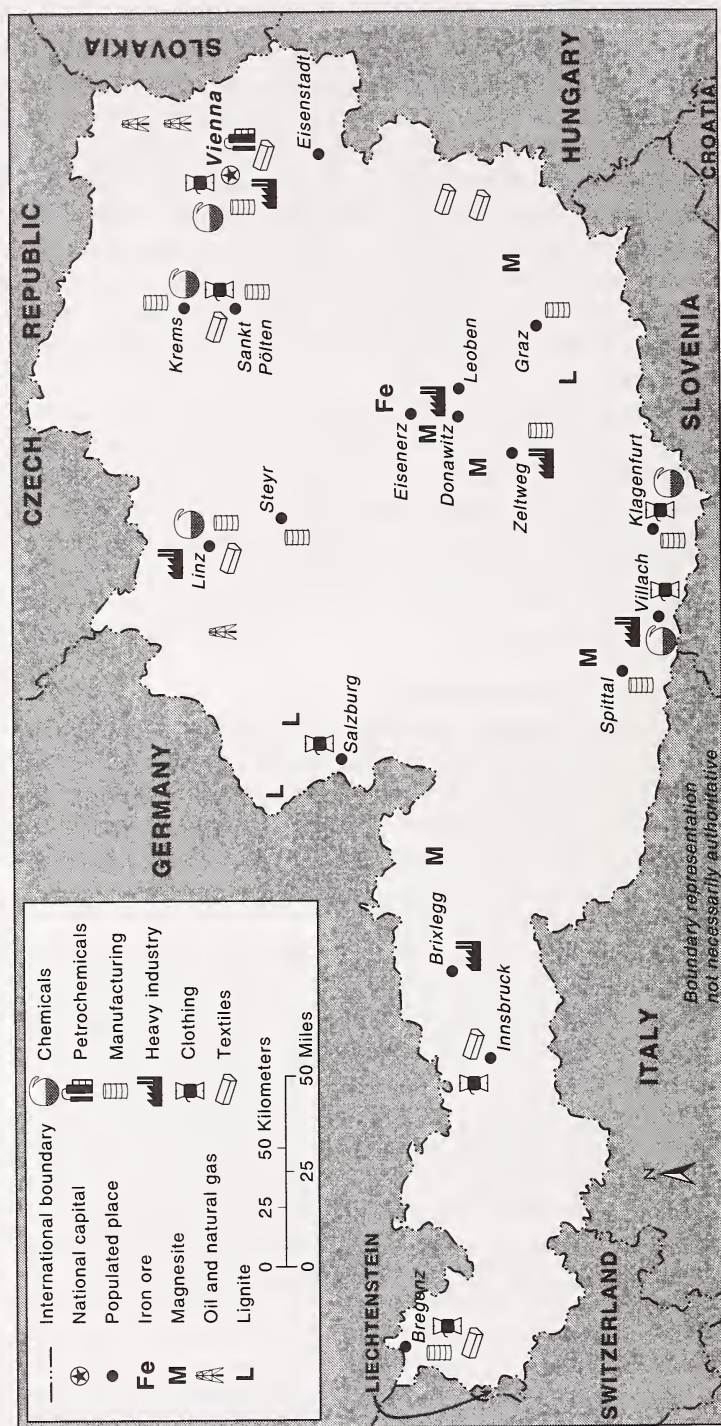 International boundary
National capital
Populated place
Fe Iron ore
M Magnesite
Oil and natural gas
L Lignite
Chemicals
Petrochemicals
Manufacturing
Heavy industry
Clothing
Textiles
0 25 50 Kilometers
0 25 50 Miles
CZECH REPUBLIC
SLOVAKIA
GERMANY
LIECHTENSTEIN
SWITZERLAND
ITALY
SLOVENIA
CROATIA
HUNGARY
Krems
Sankt
Pölten
Vienna
Eisenstadt
Linz
Steyr
L
L
Salzburg
Fe
Eisenerz
M
Leoben
Donawitz
M
M
Graz
L
Zeltweg
M
Brixlegg
Innsbruck
Bregenz
M
Spittal
Villach
Klagenfurt
N
Boundary representation
not necessarily authoritative